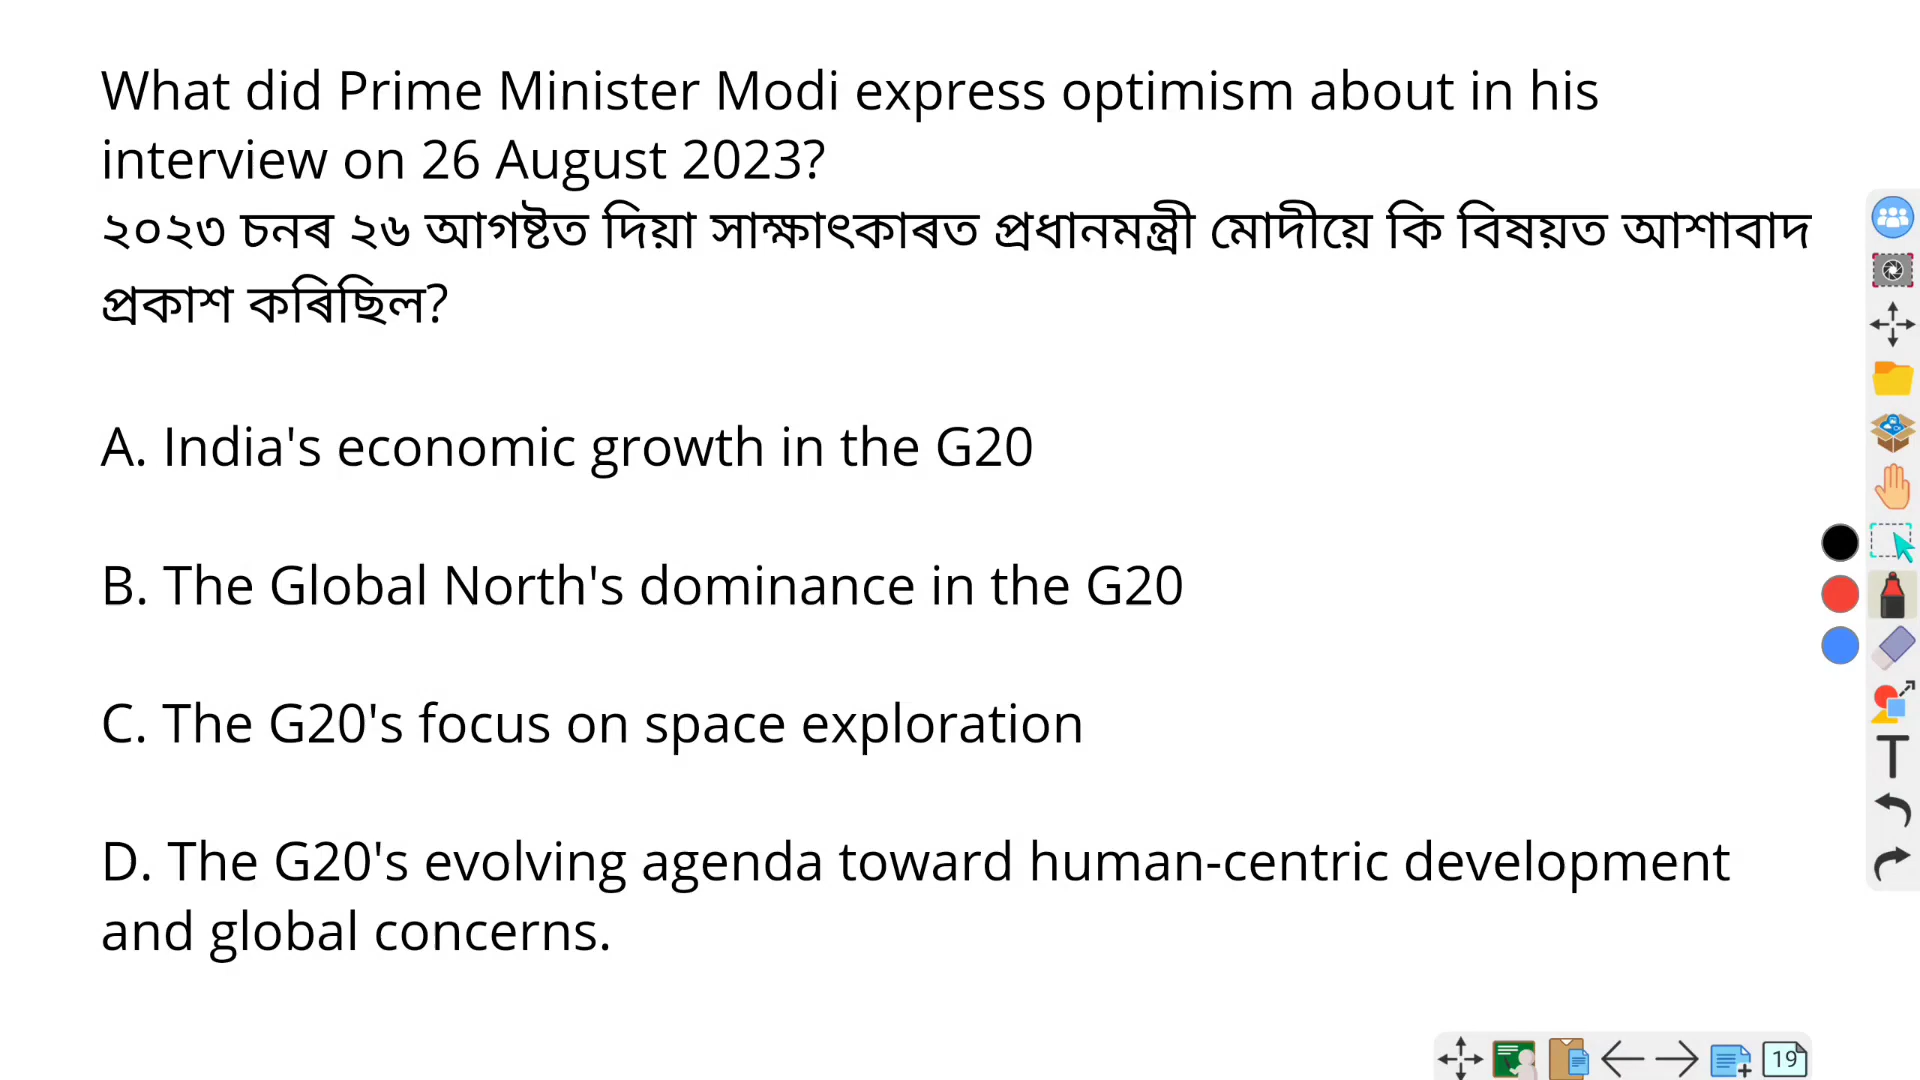 What did Prime Minister Modi express optimism about in his
interview on 26 August 2023?
২০২৩ চনৰ ২৬ আগষ্টত দিয়া সাক্ষাৎকাৰত প্ৰধানমন্ত্ৰী মোদীয়ে কি বিষয়ত আশাবাদ
প্ৰকাশ কৰিছিল?
A. India's economic growth in the G20
B. The Global North's dominance in the G20
C. The G20's focus on space exploration
D. The G20's evolving agenda toward human-centric development
and global concerns.
19